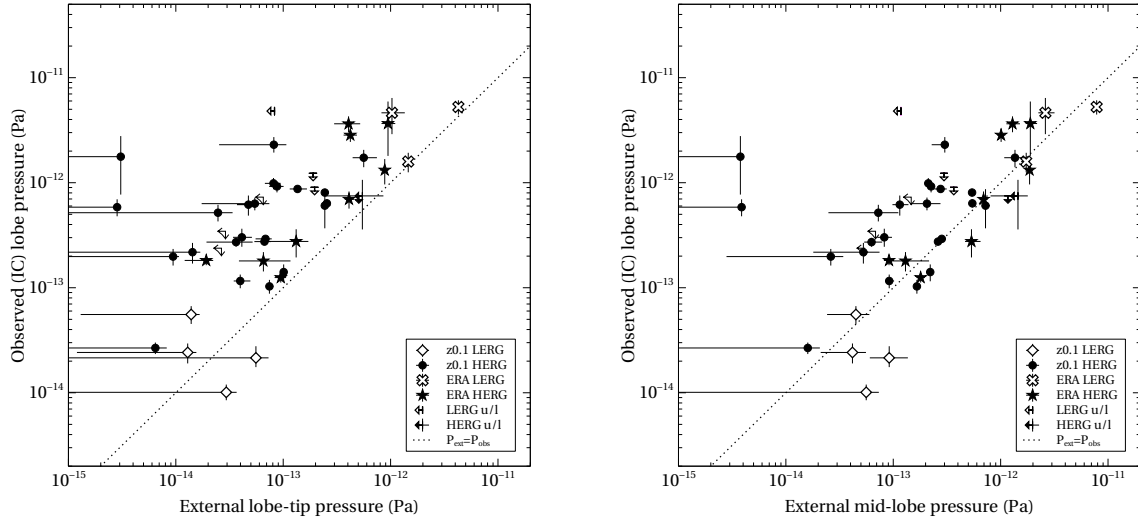 Observed (IC) lobe pressure (Pa)
10⁻¹¹
10⁻¹²
10⁻¹³
10⁻¹⁴
10⁻¹⁵ 10⁻¹⁴ 10⁻¹³ 10⁻¹² 10⁻¹¹
External lobe-tip pressure (Pa)
z0.1 LERG
z0.1 HERG
ERA LERG
ERA HERG
LERG u/l
HERG u/l
P_ext=P_obs
Observed (IC) lobe pressure (Pa)
10⁻¹¹
10⁻¹²
10⁻¹³
10⁻¹⁴
10⁻¹⁵ 10⁻¹⁴ 10⁻¹³ 10⁻¹² 10⁻¹¹
External mid-lobe pressure (Pa)
z0.1 LERG
z0.1 HERG
ERA LERG
ERA HERG
LERG u/l
HERG u/l
P_ext=P_obs